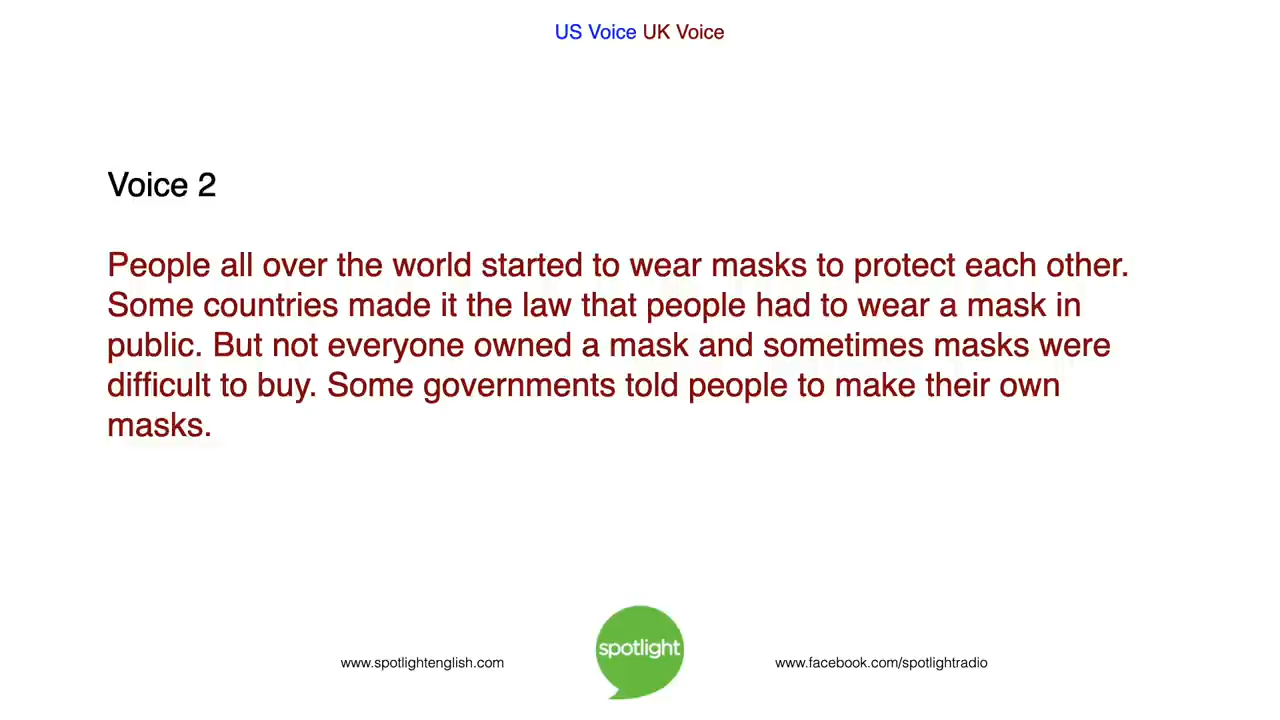 US Voice UK Voice
Voice 2
People all over the world started to wear masks to protect each other.
Some countries made it the law that people had to wear a mask in
public. But not everyone owned a mask and sometimes masks were
difficult to buy. Some governments told people to make their own
masks.
www.spotlightenglish.com
spotlight
www.facebook.com/spotlightradio